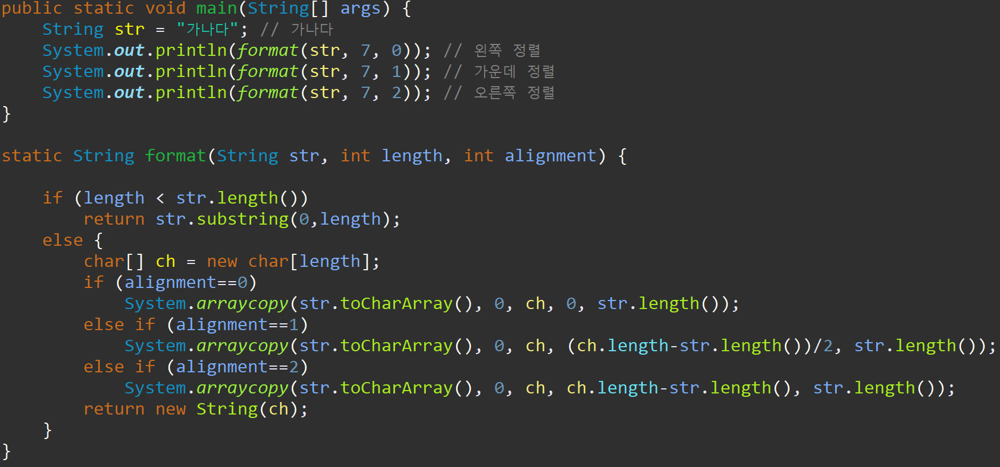 public static void main(String[] args) {
    String str = "가나다"; // 가나다
    System.out.println(format(str, 7, 0)); // 왼쪽 정렬
    System.out.println(format(str, 7, 1)); // 가운데 정렬
    System.out.println(format(str, 7, 2)); // 오른쪽 정렬
}
static String format(String str, int length, int alignment) {
    if (length < str.length())
        return str.substring(0,length);
    else {
        char[] ch = new char[length];
        if (alignment==0)
            System.arraycopy(str.toCharArray(), 0, ch, 0, str.length());
        else if (alignment==1)
            System.arraycopy(str.toCharArray(), 0, ch, (ch.length-str.length())/2, str.length());
        else if (alignment==2)
            System.arraycopy(str.toCharArray(), 0, ch, ch.length-str.length(), str.length());
        return new String(ch);
    }
}